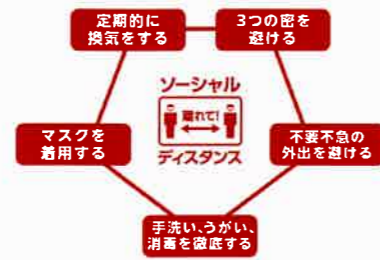 定期的に
換気をする
3つの密を
避ける
ソーシャル
離れて!
ディスタンス
マスクを
着用する
不要不急の
外出を避ける
手洗い、うがい、
消毒を徹底する